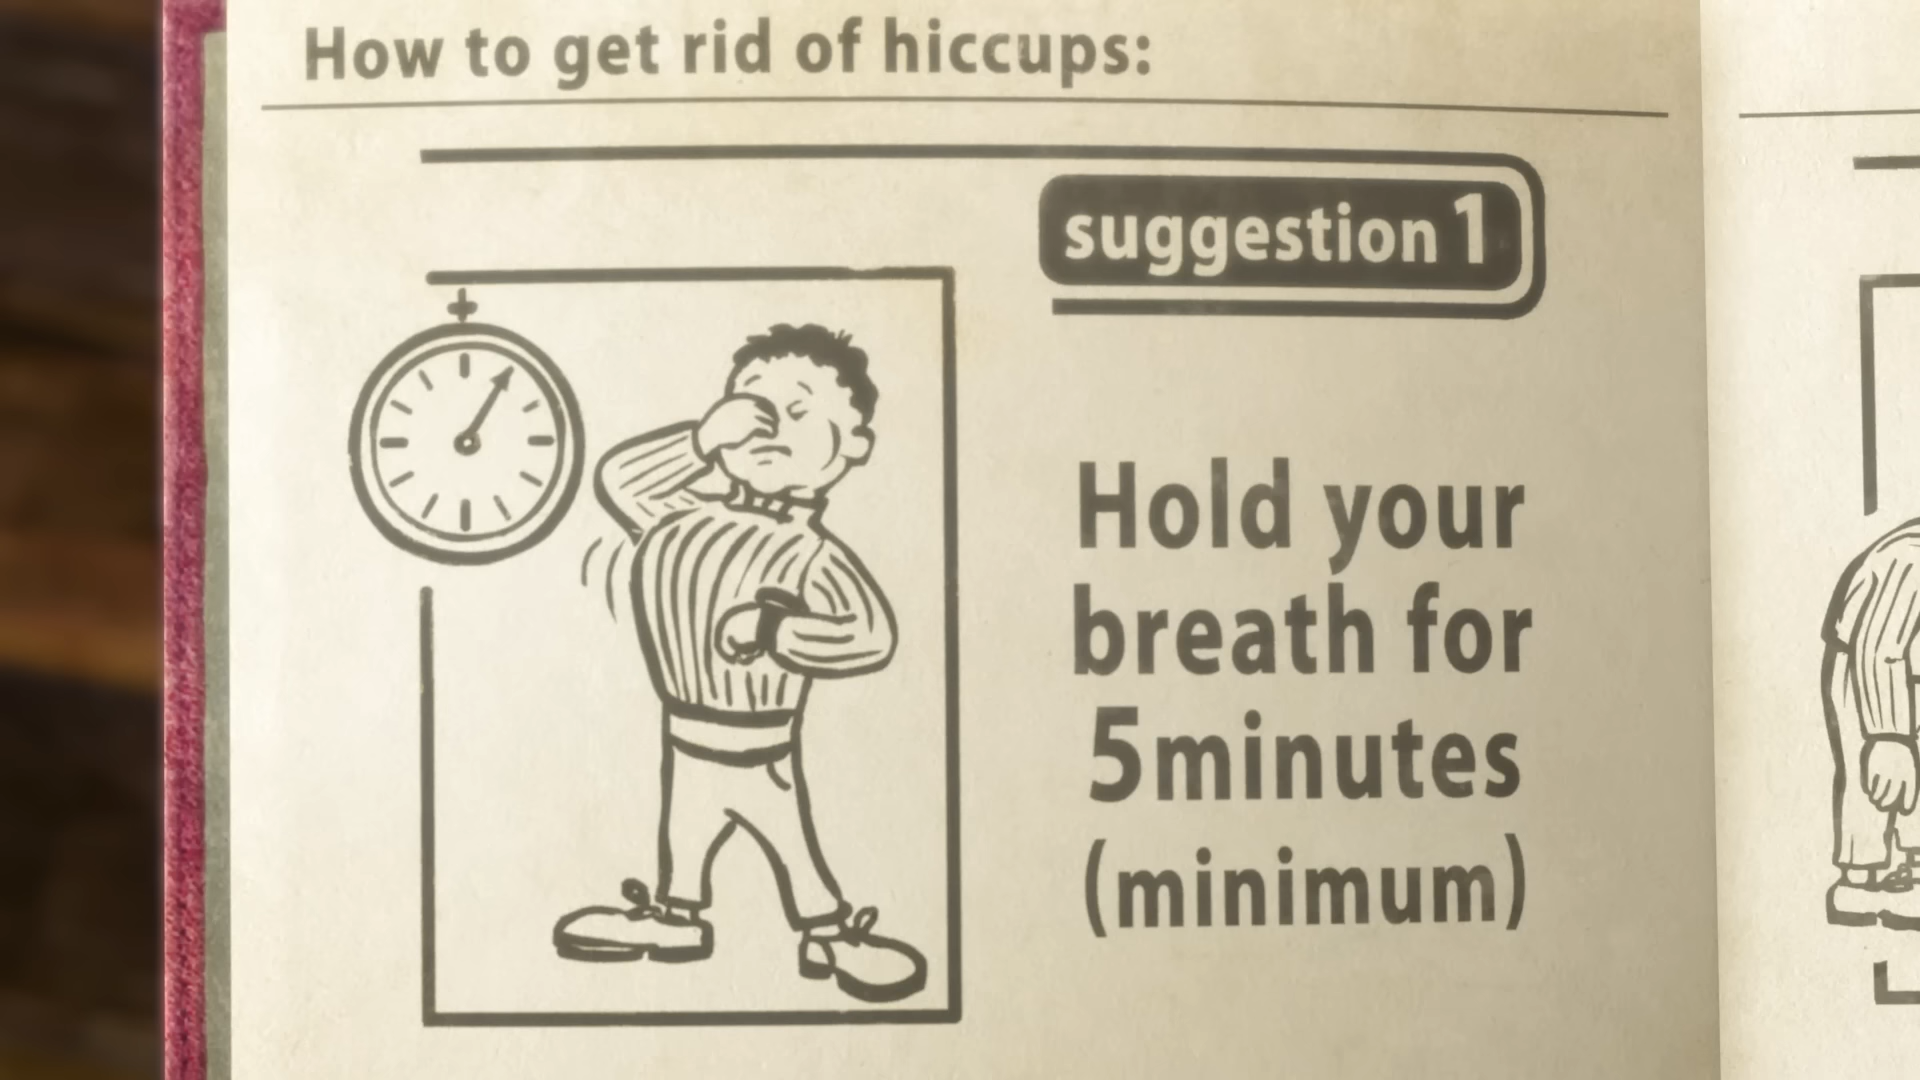 How to get rid of hiccups:
suggestion 1
Hold your
breath for
5minutes
(minimum)